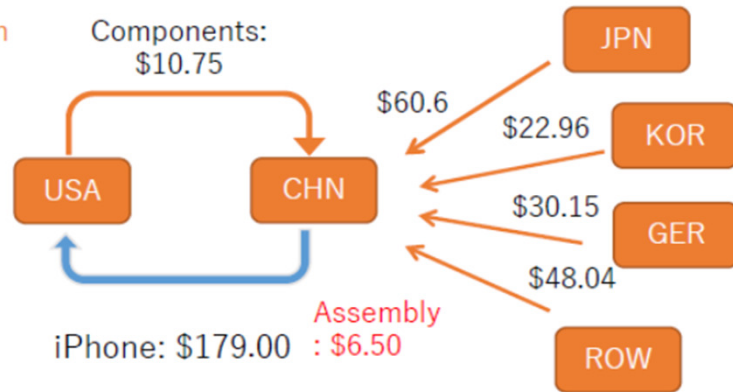 Components:
$10.75
JPN
$60.6
$22.96
KOR
USA
CHN
$30.15
GER
$48.04
Assembly
iPhone: $179.00
: $6.50
ROW